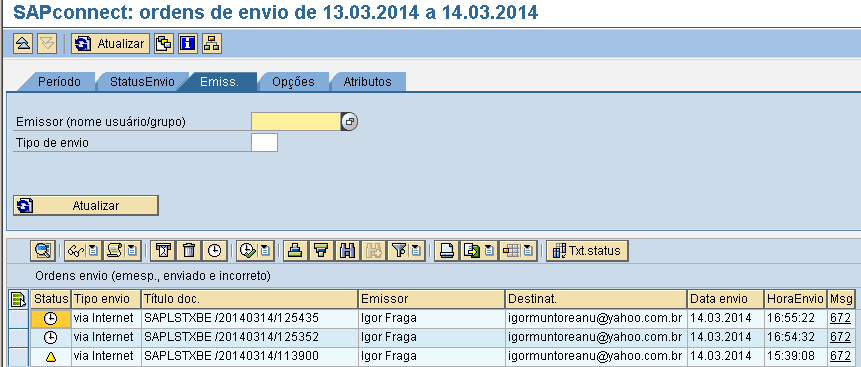 SAPconnect: ordens de envio de 13.03.2014 a 14.03.2014
Atualizar
Período StatusEnvio Emiss. Opções Atributos
Emissor (nome usuário/grupo)
Tipo de envio
Atualizar
Txt.status
Ordens envio (emesp., enviado e incorreto)
Status Tipo envio Título doc. Emissor Destinat. Data envio HoraEnvio Msg
via Internet SAPLSTXBE /20140314/125435 Igor Fraga igormuntoreanu@yahoo.com.br 14.03.2014 16:55:22 672
via Internet SAPLSTXBE /20140314/125352 Igor Fraga igormuntoreanu@yahoo.com.br 14.03.2014 16:54:32 672
via Internet SAPLSTXBE /20140314/113900 Igor Fraga igormuntoreanu@yahoo.com.br 14.03.2014 15:39:08 672